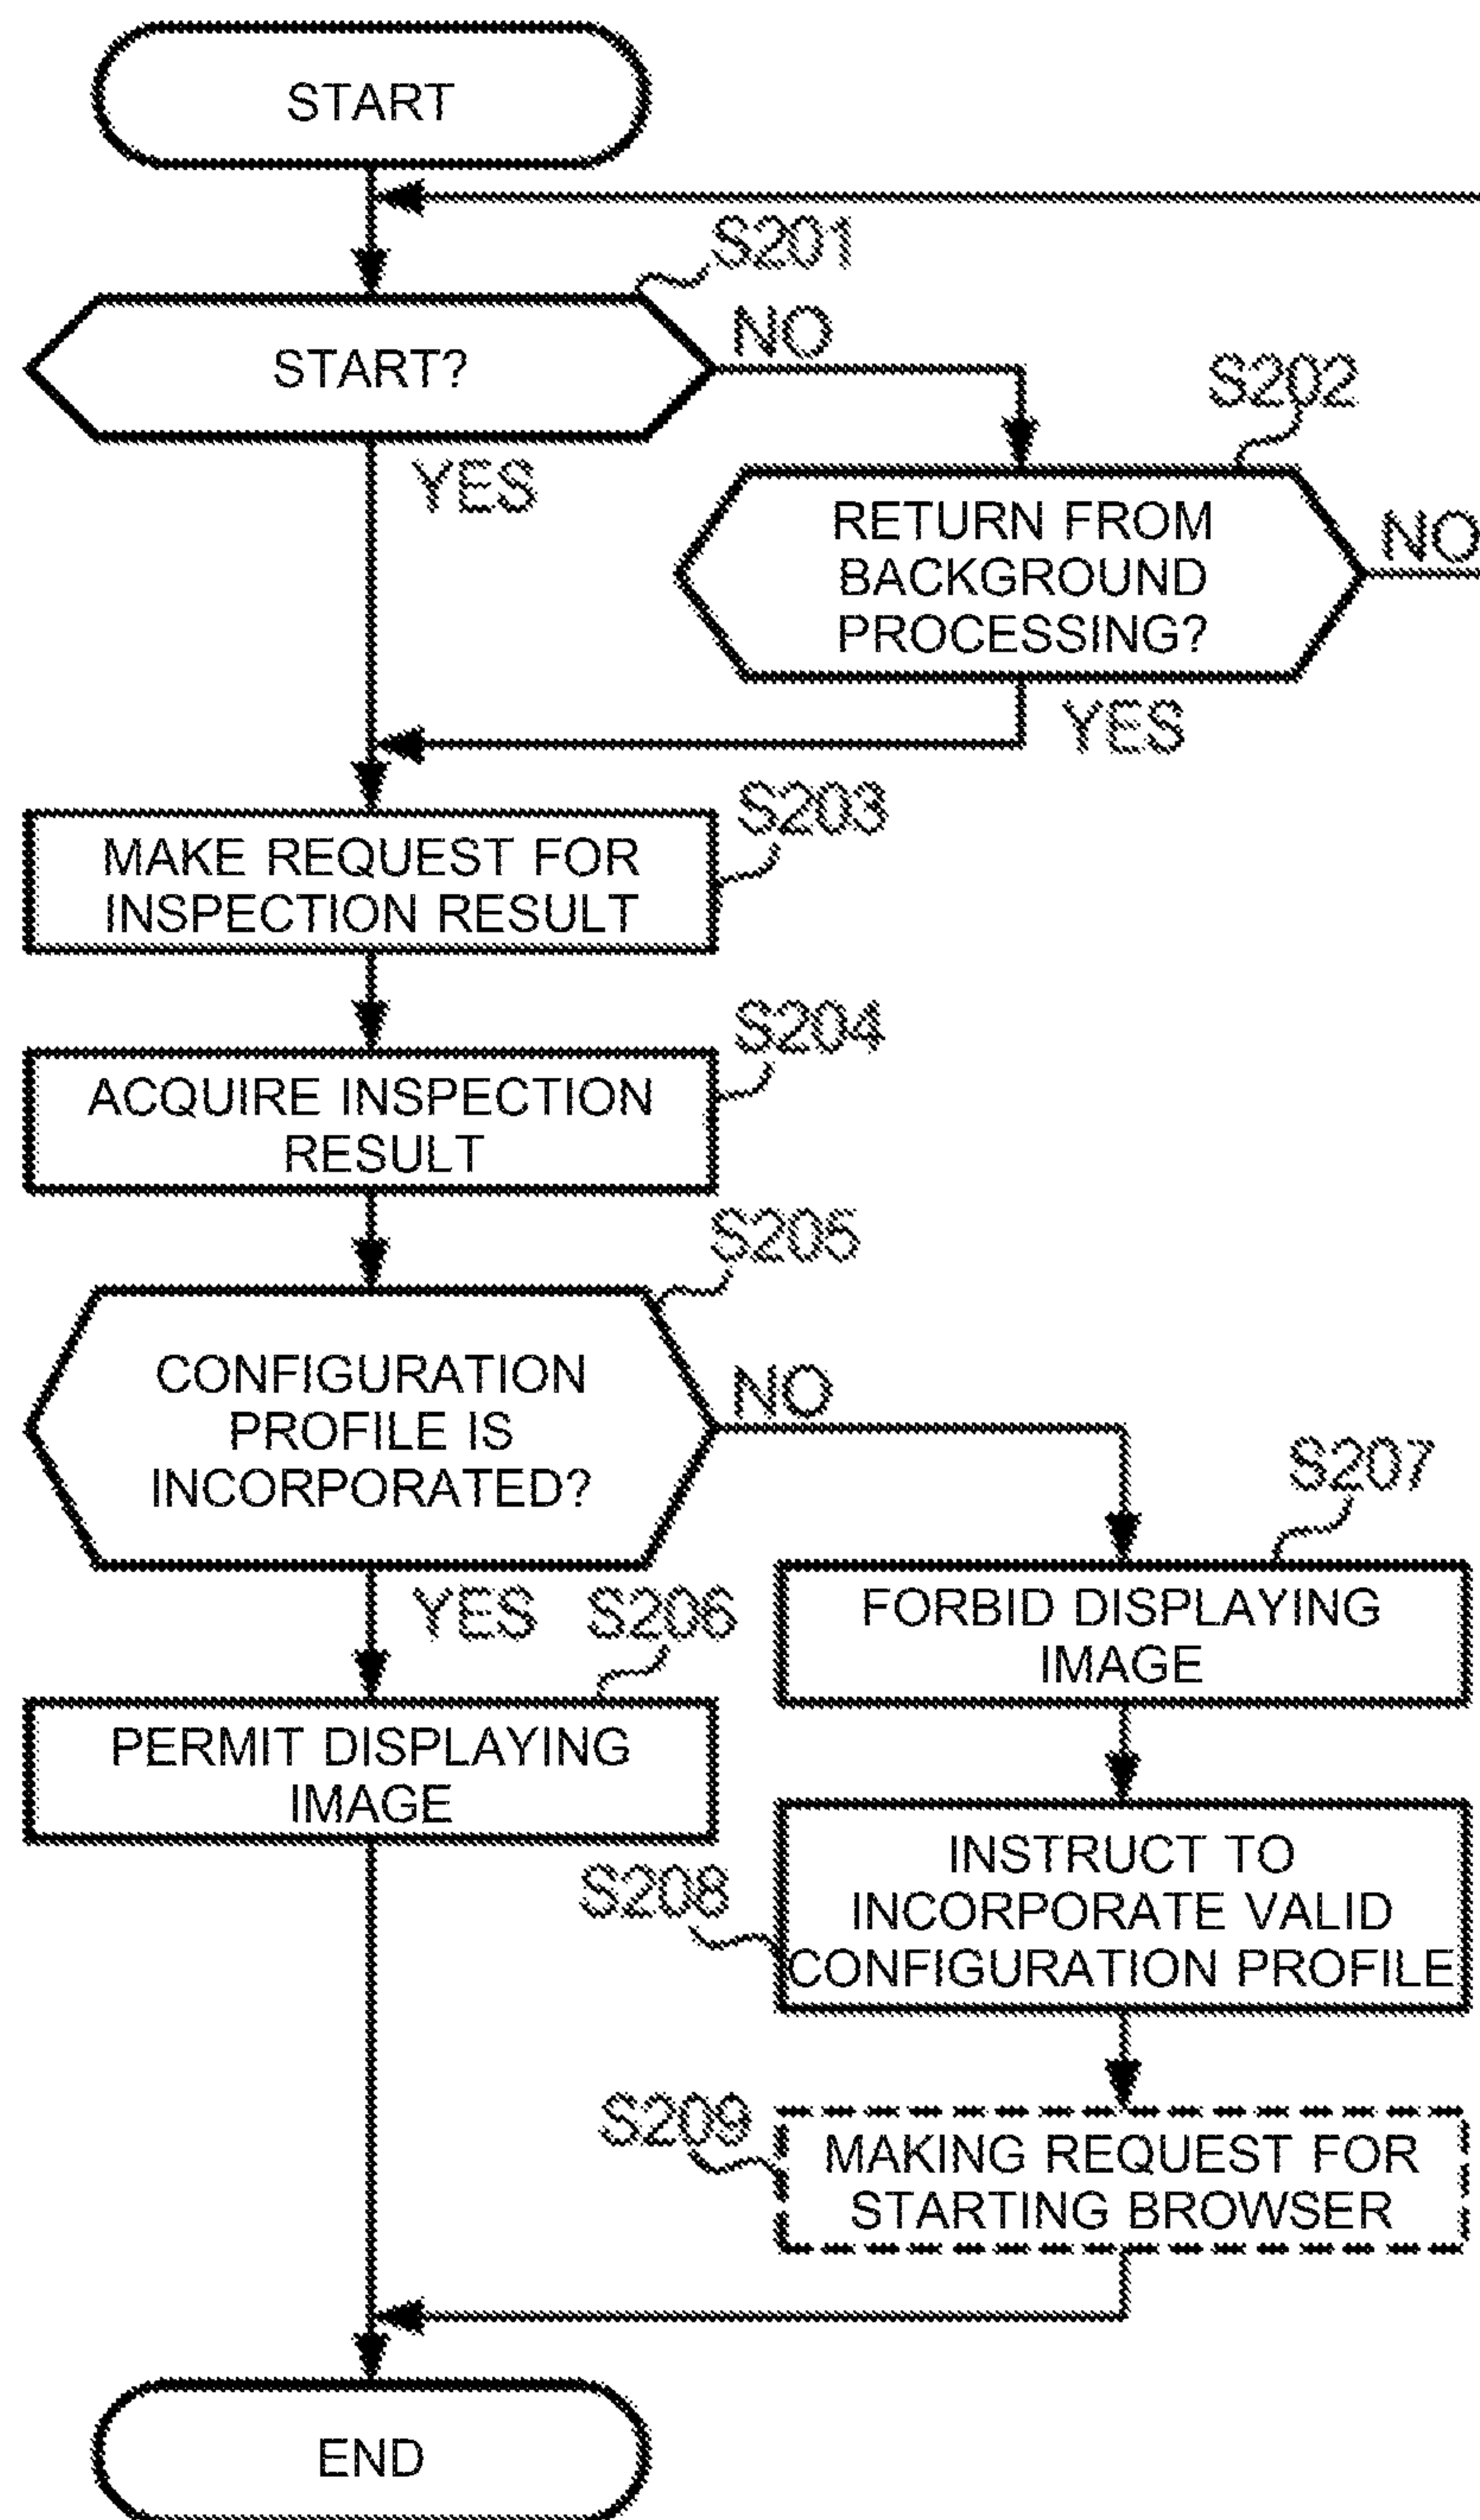 START
S201
START?
NO
YES
S202
RETURN FROM
BACKGROUND
PROCESSING?
NO
YES
S203
MAKE REQUEST FOR
INSPECTION RESULT
S204
ACQUIRE INSPECTION
RESULT
S205
CONFIGURATION
PROFILE IS
INCORPORATED?
NO
YES
S206
PERMIT DISPLAYING
IMAGE
S207
FORBID DISPLAYING
IMAGE
S208
INSTRUCT TO
INCORPORATE VALID
CONFIGURATION PROFILE
S209
MAKING REQUEST FOR
STARTING BROWSER
END